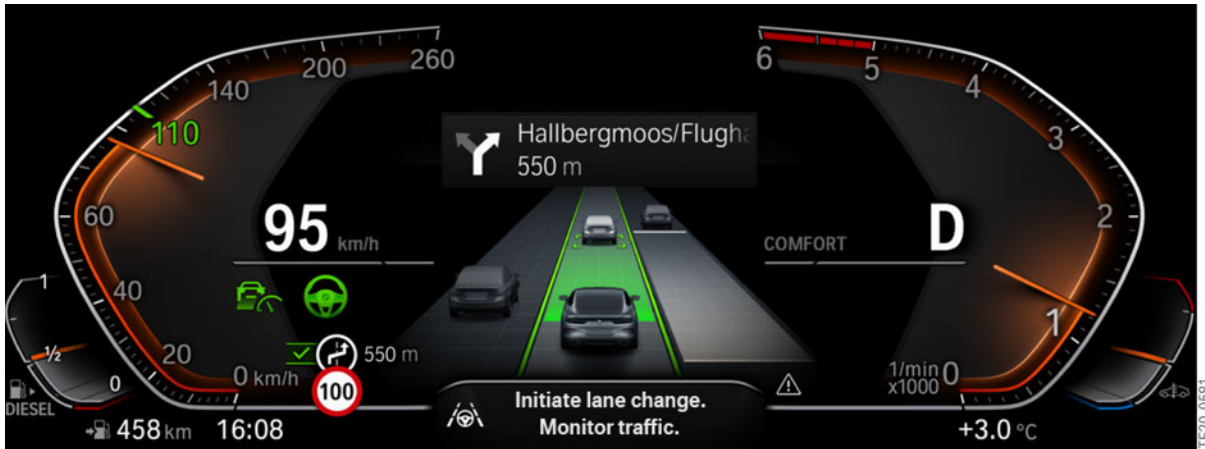 260
200
140
110
60
40
20
0 km/h
95 km/h
550 m
100
1
½
0
DIESEL
458 km 16:08
Hallbergmoos/Flugha
550 m
Initiate lane change.
Monitor traffic.
COMFORT D
6
5
4
3
2
1
0
1/min
x1000
+3.0 °C
TE20-0581